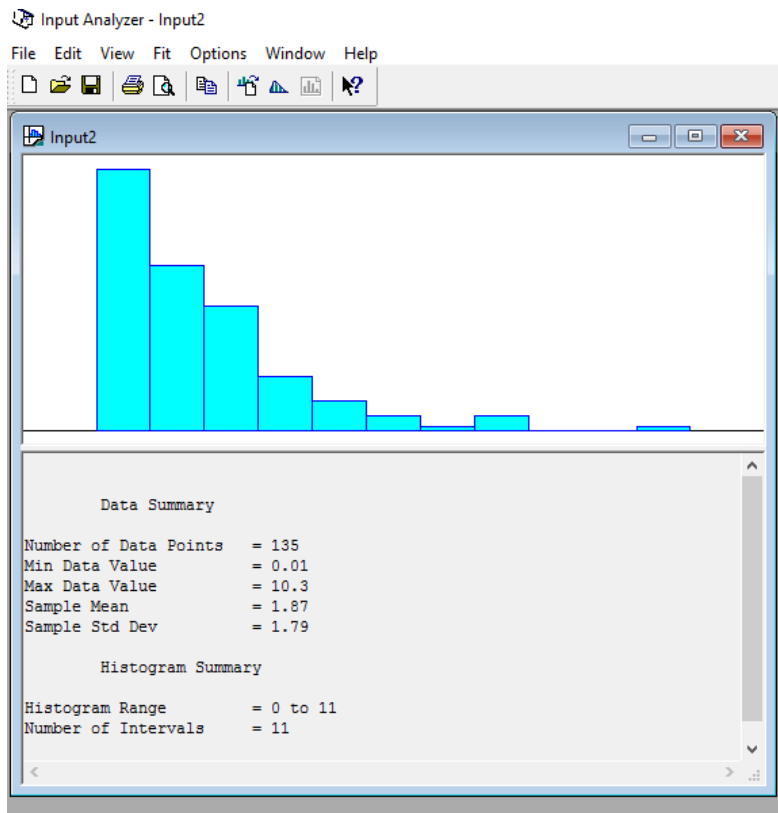 Input Analyzer - Input2
File Edit View Fit Options Window Help
Input2
Data Summary
Number of Data Points = 135
Min Data Value = 0.01
Max Data Value = 10.3
Sample Mean = 1.87
Sample Std Dev = 1.79
Histogram Summary
Histogram Range = 0 to 11
Number of Intervals = 11